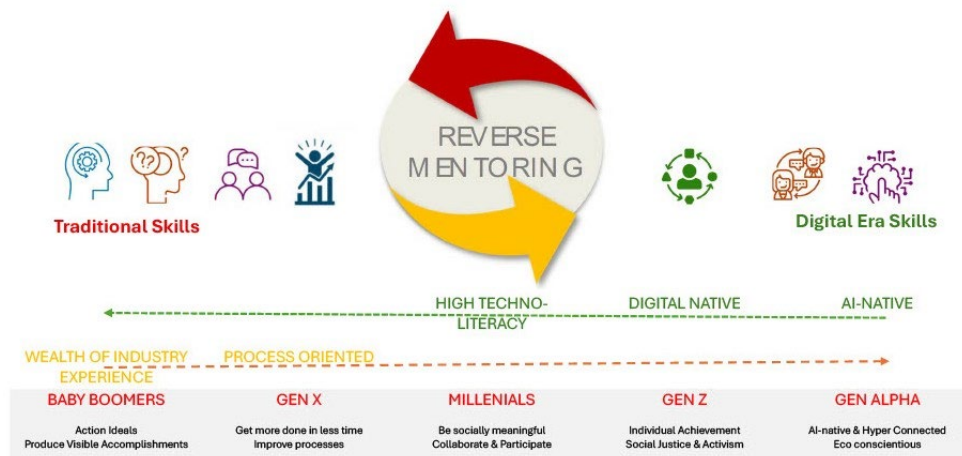 REVERSE
MENTORING
??
?
Traditional Skills
Digital Era Skills
HIGH TECHNO-
LITERACY
DIGITAL NATIVE
AI-NATIVE
WEALTH OF INDUSTRY
EXPERIENCE
PROCESS ORIENTED
BABY BOOMERS
Action Ideals
Produce Visible Accomplishments
GEN X
Get more done in less time
Improve processes
MILLENIALS
Be socially meaningful
Collaborate & Participate
GEN Z
Individual Achievement
Social Justice & Activism
GEN ALPHA
AI-native & Hyper Connected
Eco conscientious